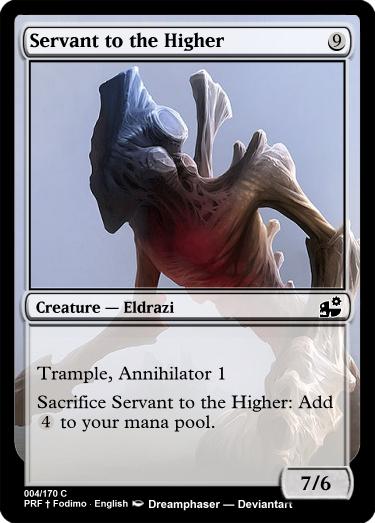 Servant to the Higher 9
Creature — Eldrazi
Trample, Annihilator 1
Sacrifice Servant to the Higher: Add
4 to your mana pool.
7/6
004/170 C
PRF † Fodimo · English Dreamphaser — Deviantart